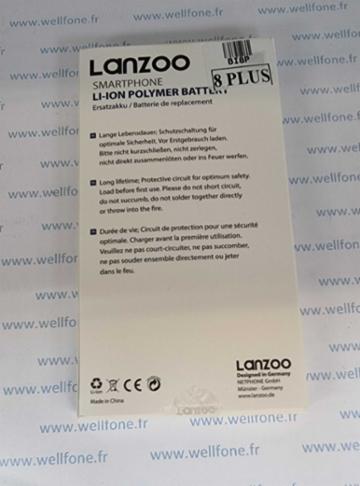 Lanzoo
818P
8 PLUS
SMARTPHONE
LI-ION POLYMER BATTERY
Ersatzakku / Batterie de replacement
Lange Lebensdauer; Schutzschaltung für
optimale Sicherheit, Vor Erstgebrauch laden.
Bitte nicht kurzschließen, nicht zerlegen,
nicht direkt zusammenlöten oder ins Feuer werfen.
Long lifetime; Protective circuit for optimum safety.
Load before first use. Please do not short circuit,
do not succumb, do not solder together directly
or throw into the fire.
Durée de vie; Circuit de protection pour une sécurité
optimale. Charger avant la première utilisation.
Veuillez ne pas court-circuiter, ne pas succomber,
ne pas souder ensemble directement ou jeter
dans le feu.
Li-ion
CE
Made in China
Lanzoo
Designed in Germany
NETPHONE GmbH
Münster - Germany
www.lanzoo.de
LANZOO
www.wellfone.fr